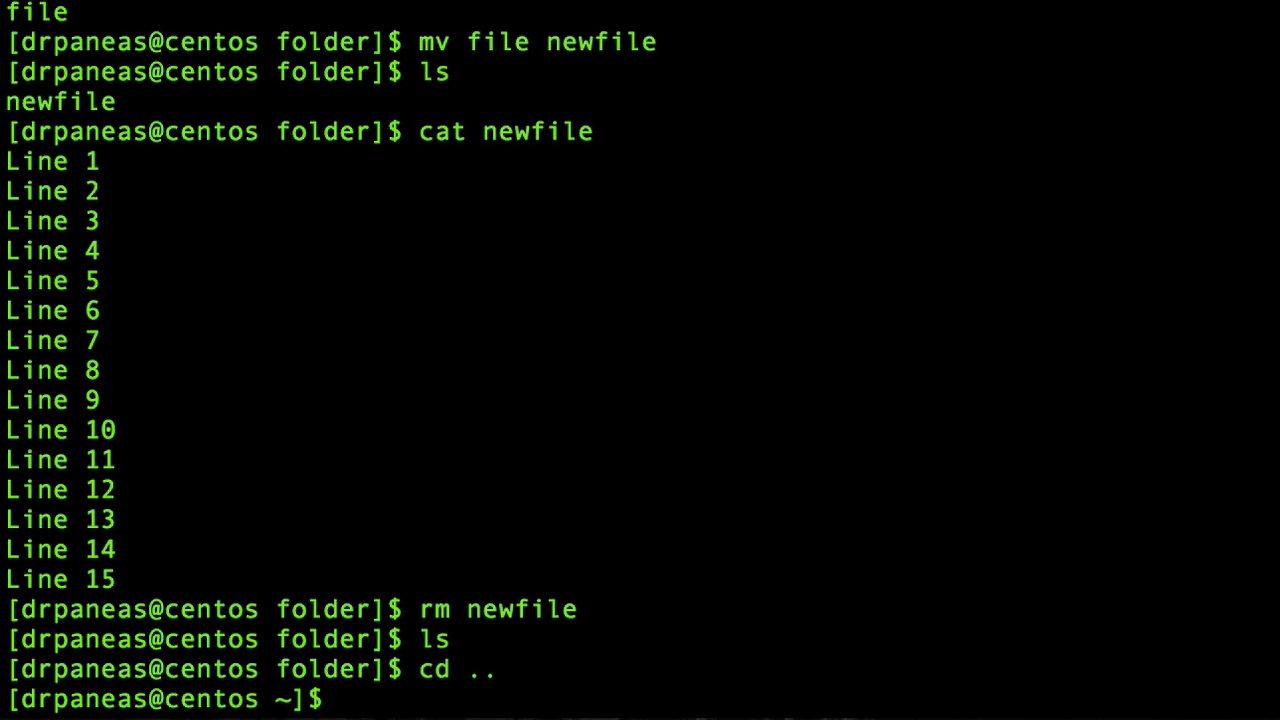 file
[drpaneas@centos folder]$ mv file newfile
[drpaneas@centos folder]$ ls
newfile
[drpaneas@centos folder]$ cat newfile
Line 1
Line 2
Line 3
Line 4
Line 5
Line 6
Line 7
Line 8
Line 9
Line 10
Line 11
Line 12
Line 13
Line 14
Line 15
[drpaneas@centos folder]$ rm newfile
[drpaneas@centos folder]$ ls
[drpaneas@centos folder]$ cd ..
[drpaneas@centos ~]$